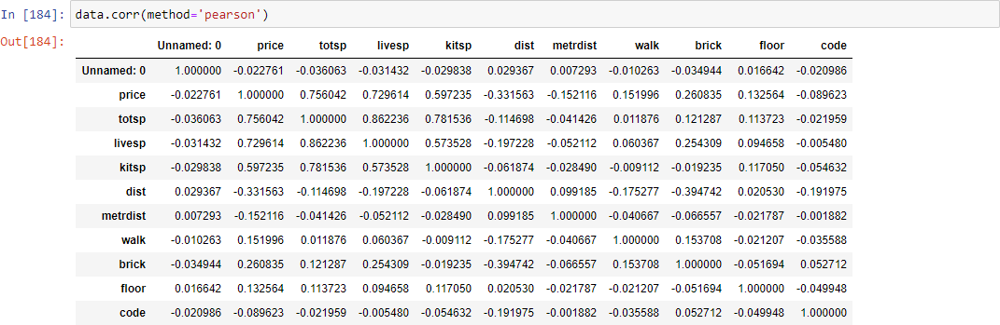 In [184]: data.corr(method='pearson')
Out[184]:
Unnamed: 0 price totsp livesp kitsp dist metrdist walk brick floor code
Unnamed: 0 1.000000 -0.022761 -0.036063 -0.031432 -0.029838 0.029367 0.007293 -0.010263 -0.034944 0.016642 -0.020986
price -0.022761 1.000000 0.756042 0.729614 0.597235 -0.331563 -0.152116 0.151996 0.260835 0.132564 -0.089623
totsp -0.036063 0.756042 1.000000 0.862236 0.781536 -0.114698 -0.041426 0.011876 0.121287 0.113723 -0.021959
livesp -0.031432 0.729614 0.862236 1.000000 0.573528 -0.197228 -0.052112 0.060367 0.254309 0.094658 -0.005480
kitsp -0.029838 0.597235 0.781536 0.573528 1.000000 -0.061874 -0.028490 -0.009112 -0.019235 0.117050 -0.054632
dist 0.029367 -0.331563 -0.114698 -0.197228 -0.061874 1.000000 0.099185 -0.175277 -0.394742 0.020530 -0.191975
metrdist 0.007293 -0.152116 -0.041426 -0.052112 -0.028490 0.099185 1.000000 -0.040667 -0.066557 -0.021787 -0.001882
walk -0.010263 0.151996 0.011876 0.060367 -0.009112 -0.175277 -0.040667 1.000000 0.153708 -0.021207 -0.035588
brick -0.034944 0.260835 0.121287 0.254309 -0.019235 -0.394742 -0.066557 0.153708 1.000000 -0.051694 0.052712
floor 0.016642 0.132564 0.113723 0.094658 0.117050 0.020530 -0.021787 -0.021207 -0.051694 1.000000 -0.049948
code -0.020986 -0.089623 -0.021959 -0.005480 -0.054632 -0.191975 -0.001882 -0.035588 0.052712 -0.049948 1.000000